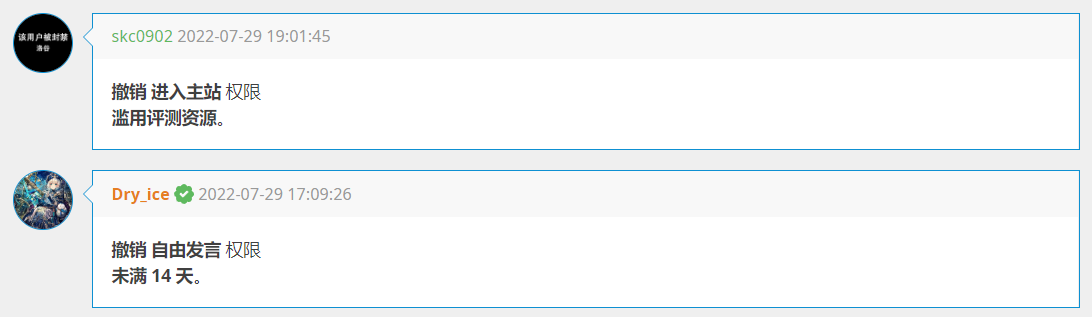 该用户被封禁
洛谷
skc0902 2022-07-29 19:01:45
撤销 进入主站 权限
滥用评测资源。
Dry_ice 2022-07-29 17:09:26
撤销 自由发言 权限
未满 14 天。